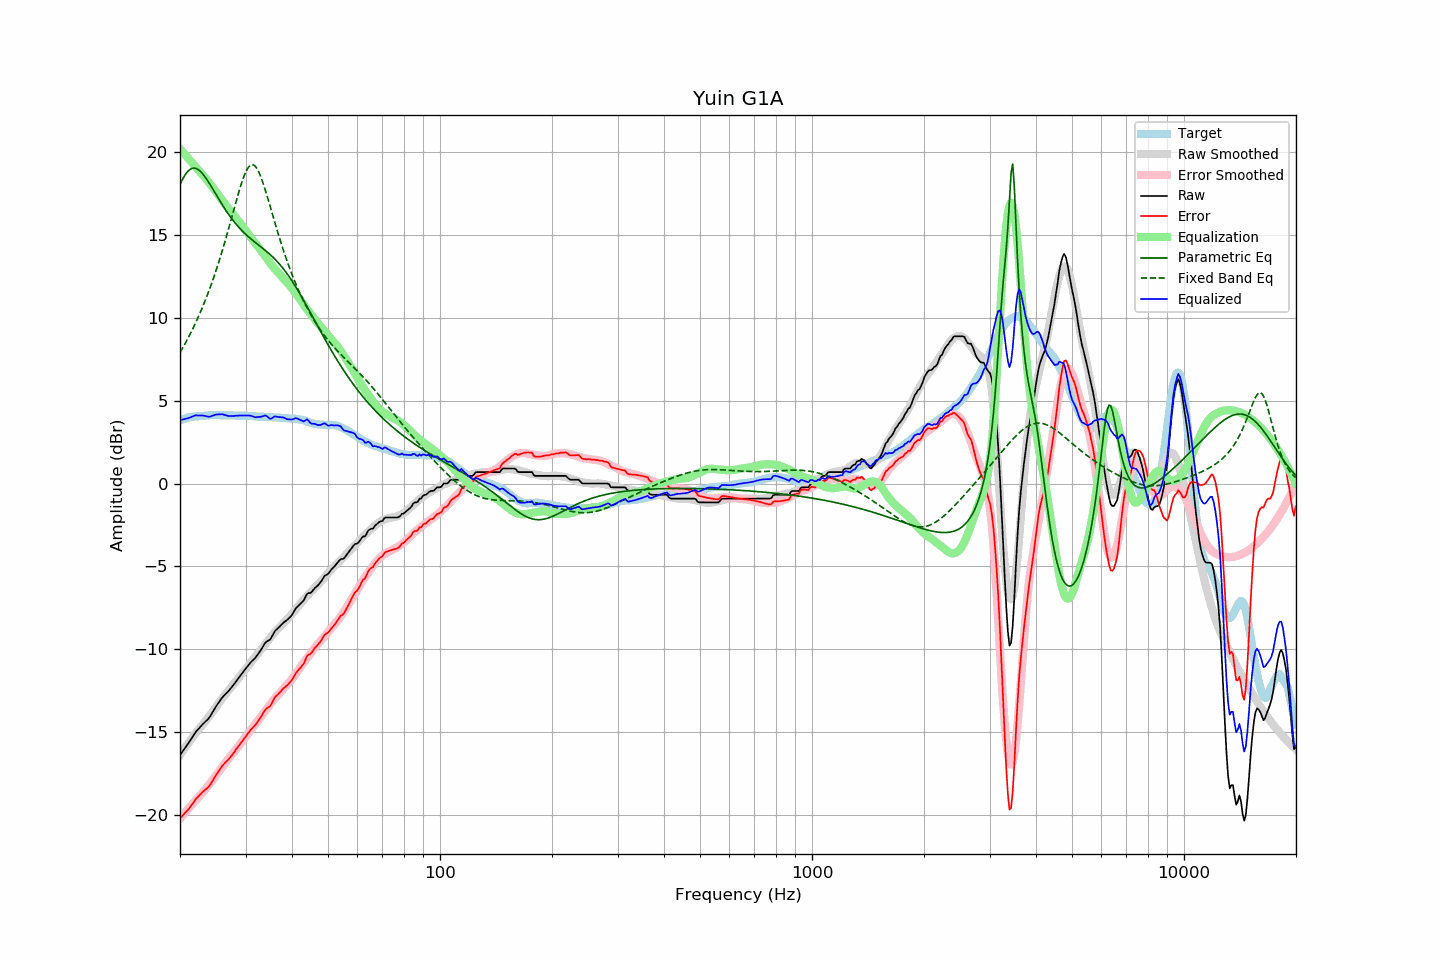 Yuin G1A
Amplitude (dBr)
20
15
10
5
0
−5
−10
−15
−20
Target
Raw Smoothed
Error Smoothed
Raw
Error
Equalization
Parametric Eq
Fixed Band Eq
Equalized
100
1000
10000
Frequency (Hz)